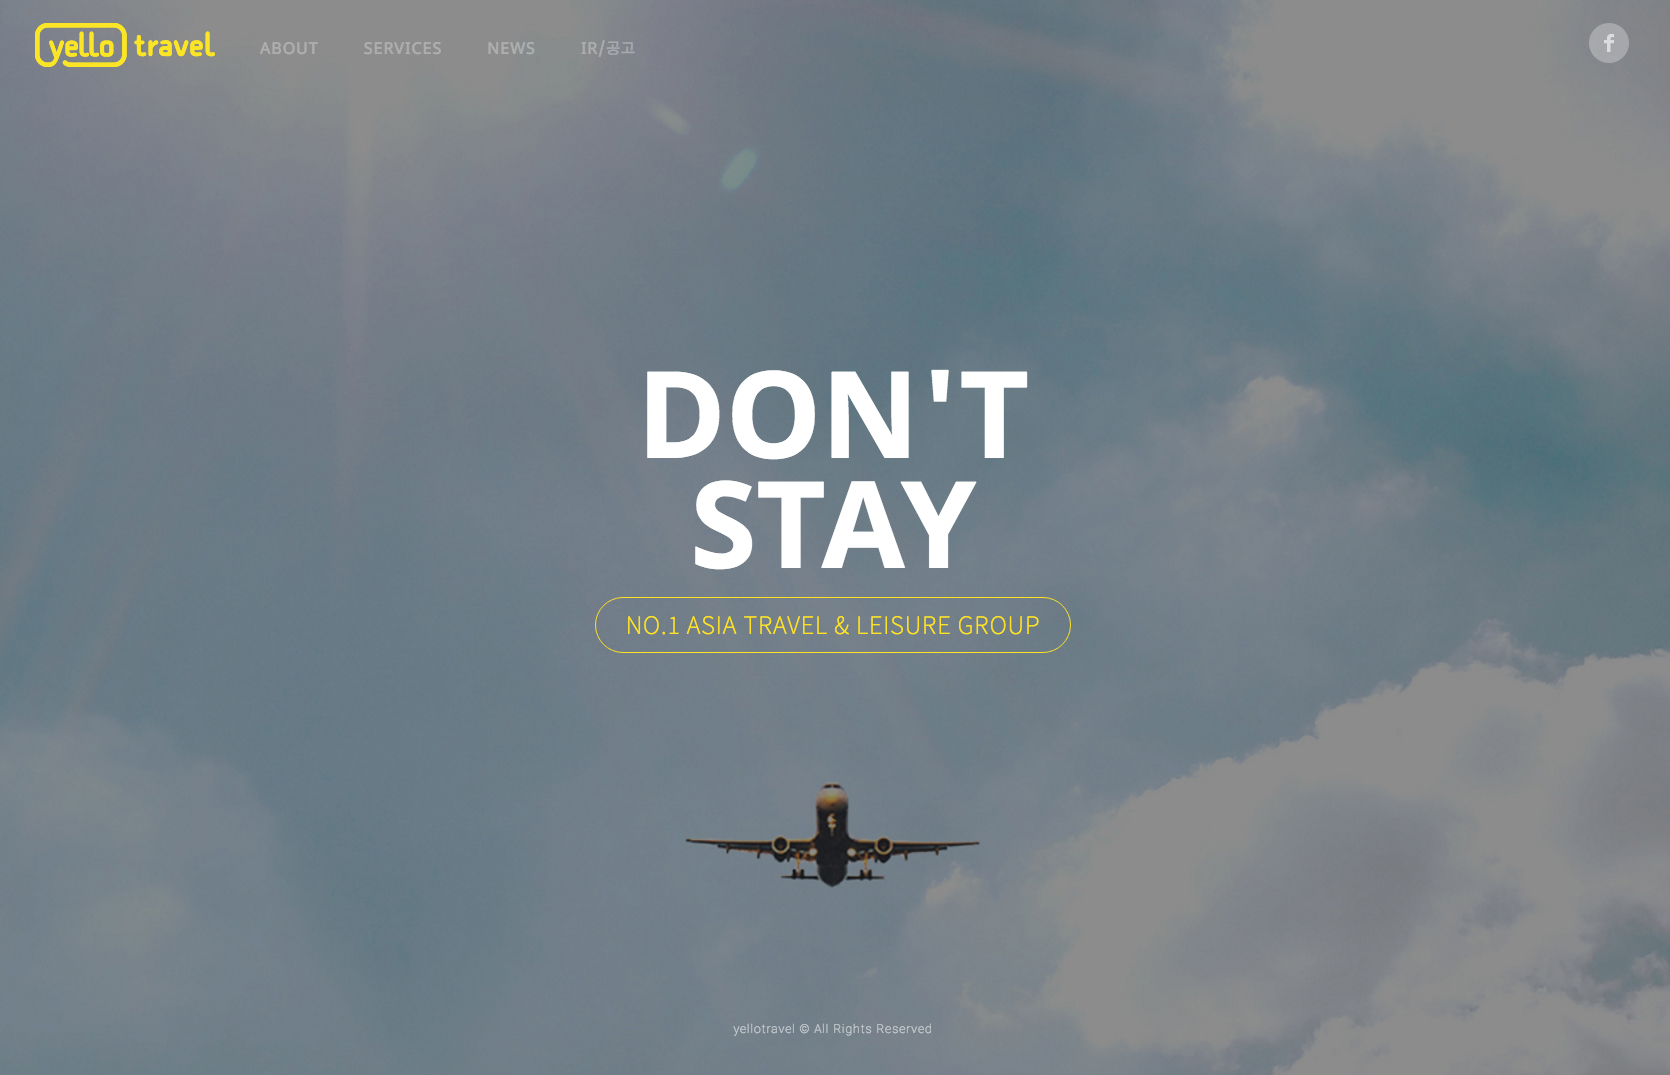 yello travel
ABOUT
SERVICES
NEWS
IR/공고
f
DON'T
STAY
NO.1 ASIA TRAVEL & LEISURE GROUP
yellotravel © All Rights Reserved